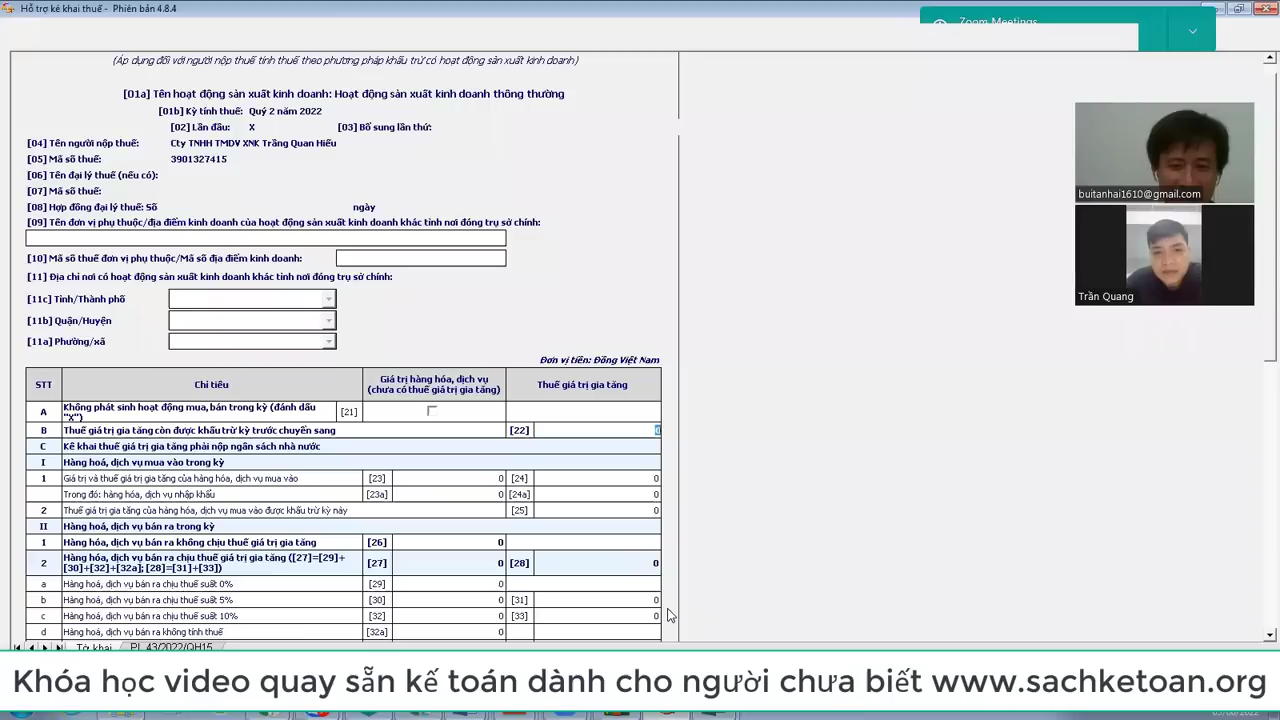 Hỗ trợ kê khai thuế - Phiên bản 4.8.4
Zoom Meetings
(Áp dụng đối với người nộp thuế tính thuế theo phương pháp khấu trừ có hoạt động sản xuất kinh doanh)
[01a] Tên hoạt động sản xuất kinh doanh: Hoạt động sản xuất kinh doanh thông thường
[01b] Kỳ tính thuế: Quý 2 năm 2022
[02] Lần đầu: X [03] Bổ sung lần thứ:
[04] Tên người nộp thuế: Cty TNHH TMDV XNK Trầng Quan Hiếu
[05] Mã số thuế: 3901327415
[06] Tên đại lý thuế (nếu có):
[07] Mã số thuế:
[08] Hợp đồng đại lý thuế: Số ngày
[09] Tên đơn vị phụ thuộc/địa điểm kinh doanh của hoạt động sản xuất kinh doanh khác tỉnh nơi đóng trụ sở chính:
[10] Mã số thuế đơn vị phụ thuộc/Mã số địa điểm kinh doanh:
[11] Địa chỉ nơi có hoạt động sản xuất kinh doanh khác tỉnh nơi đóng trụ sở chính:
[11c] Tỉnh/Thành phố
[11b] Quận/Huyện
[11a] Phường/xã
Đơn vị tiền: Đồng Việt Nam
STT Chỉ tiêu Giá trị hàng hóa, dịch vụ (chưa có thuế giá trị gia tăng) Thuế giá trị gia tăng
A Không phát sinh hoạt động mua, bán trong kỳ (đánh dấu "X") [21]
B Thuế giá trị gia tăng còn được khấu trừ kỳ trước chuyển sang [22] 0
C Kê khai thuế giá trị gia tăng phải nộp ngân sách nhà nước
I Hàng hoá, dịch vụ mua vào trong kỳ
1 Giá trị và thuế giá trị gia tăng của hàng hóa, dịch vụ mua vào [23] 0 [24] 0
Trong đó: hàng hóa, dịch vụ nhập khẩu [23a] 0 [24a] 0
2 Thuế giá trị gia tăng của hàng hóa, dịch vụ mua vào được khấu trừ kỳ này [25] 0
II Hàng hoá, dịch vụ bán ra trong kỳ
1 Hàng hóa, dịch vụ bán ra không chịu thuế giá trị gia tăng [26] 0
2 Hàng hóa, dịch vụ bán ra chịu thuế giá trị gia tăng ([27]=[29]+[30]+[32]+[32a]; [28]=[31]+[33]) [27] 0 [28] 0
a Hàng hoá, dịch vụ bán ra chịu thuế suất 0% [29] 0
b Hàng hoá, dịch vụ bán ra chịu thuế suất 5% [30] 0 [31] 0
c Hàng hoá, dịch vụ bán ra chịu thuế suất 10% [32] 0 [33] 0
d Hàng hoá, dịch vụ bán ra không tính thuế [32a] 0
Tờ khai PL 43/2022/QH15
buitanhai1610@gmail.com
Trần Quang
Khóa học video quay sẵn kế toán dành cho người chưa biết www.sachketoan.org